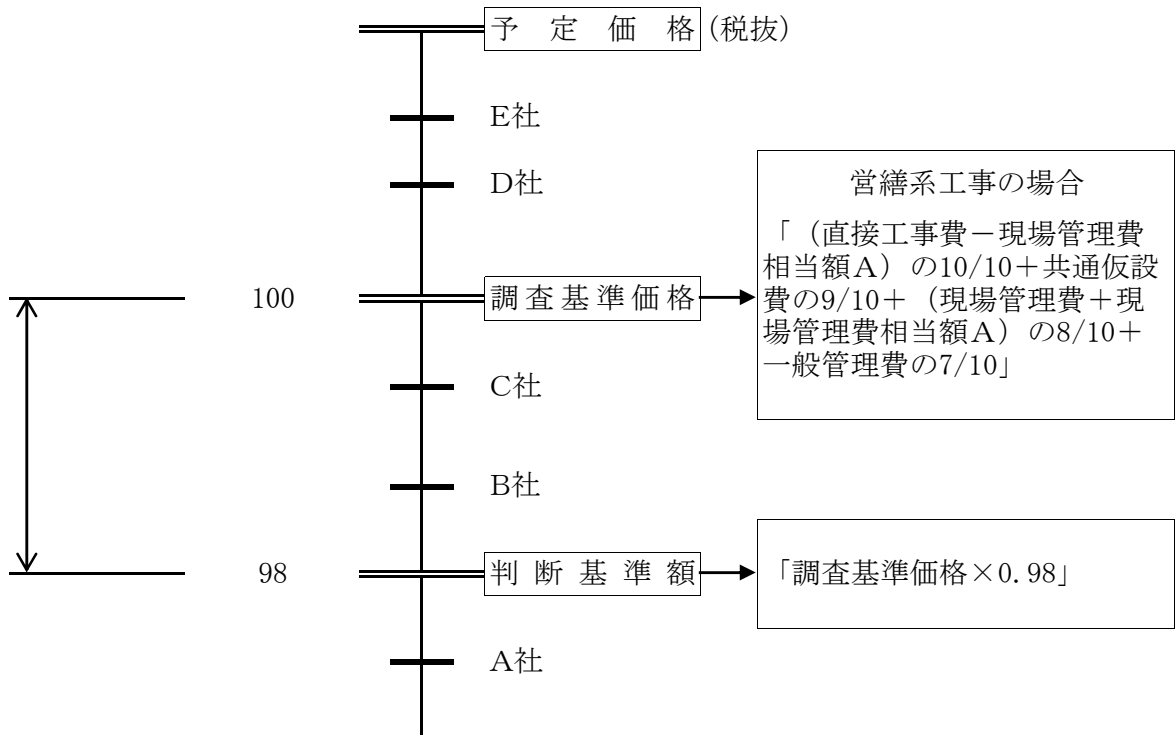 予定価格(税抜)
E社
D社
営繕系工事の場合
「(直接工事費－現場管理費
相当額A)の10/10＋共通仮設
費の9/10＋(現場管理費＋現
場管理費相当額A)の8/10＋
一般管理費の7/10」
100
調査基準価格
C社
B社
98
判断基準額
「調査基準価格×0.98」
A社